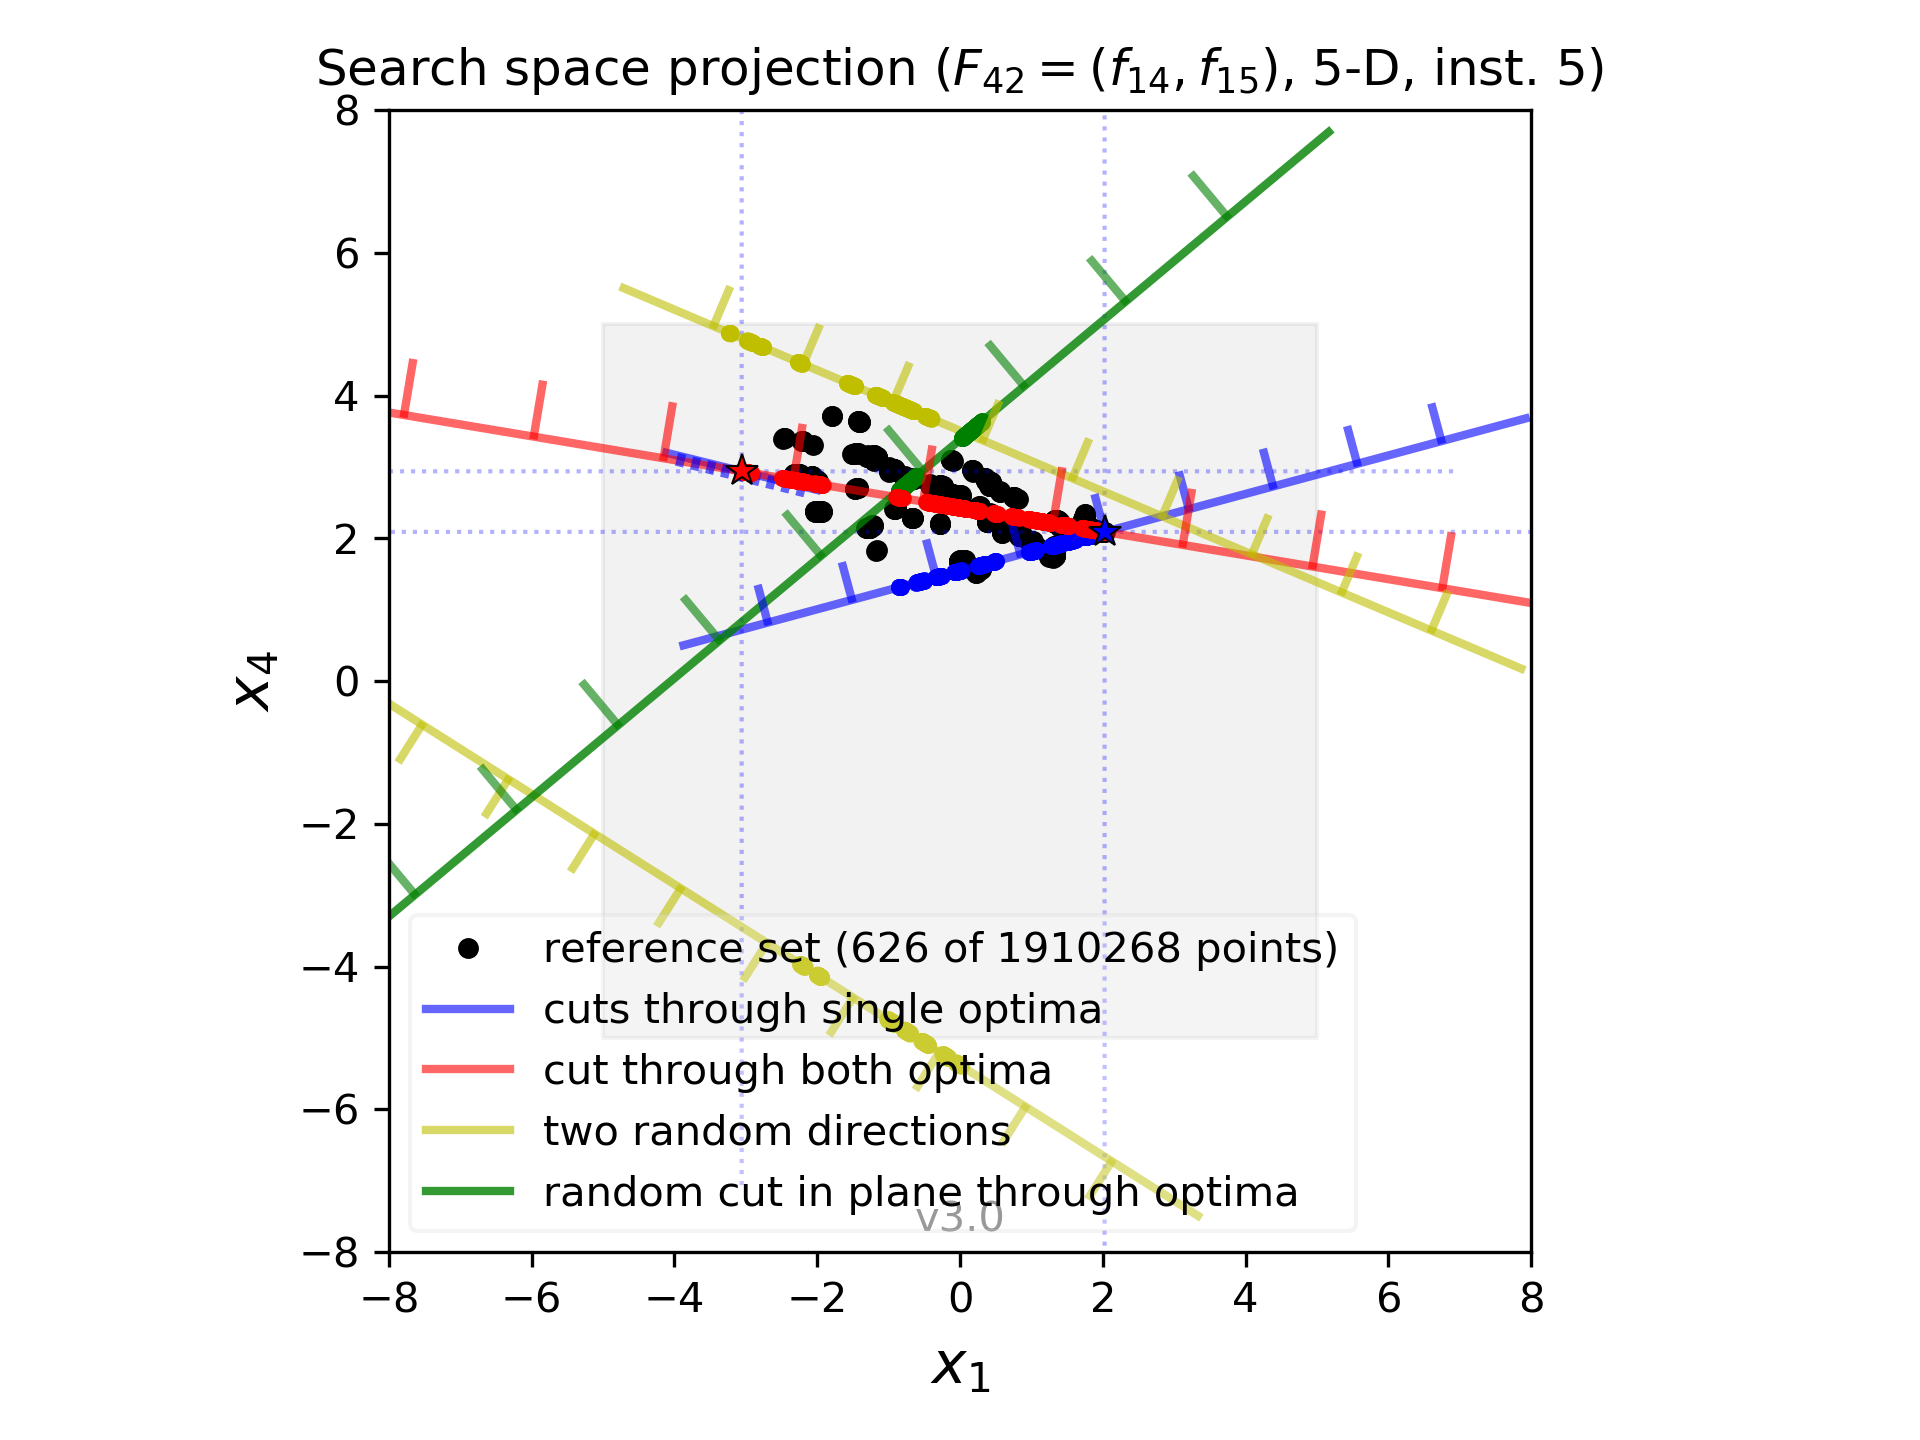 Search space projection (F42 = (f14, f15), 5-D, inst. 5)
8
6
4
2
0
−2
−4
−6
−8
x4
reference set (626 of 1910268 points)
cuts through single optima
cut through both optima
two random directions
random cut in plane through optima
v3.0
−8 −6 −4 −2 0 2 4 6 8
x1